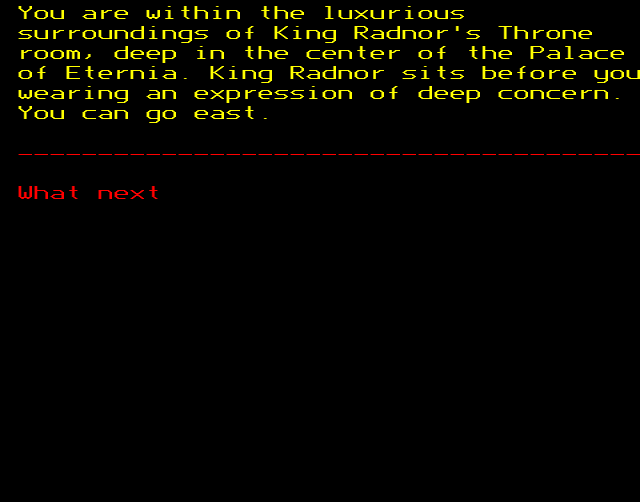 You are within the luxurious
surroundings of King Radnor's Throne
room, deep in the center of the Palace
of Eternia. King Radnor sits before you
wearing an expression of deep concern.
You can go east.
---------------------------------------
What next